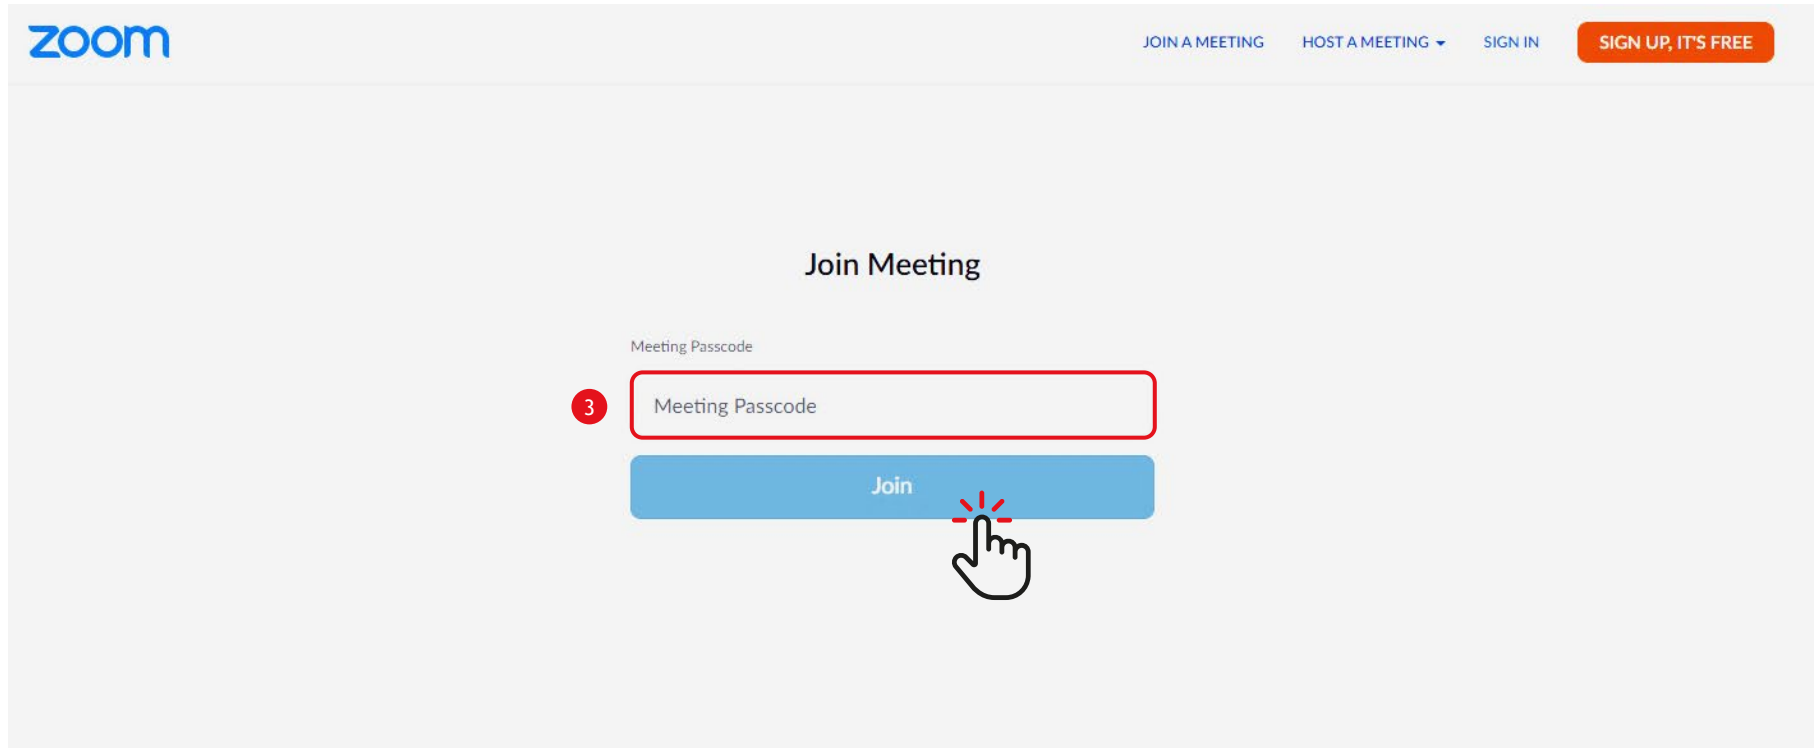 zoom
JOIN A MEETING HOST A MEETING SIGN IN SIGN UP, IT'S FREE
Join Meeting
Meeting Passcode
3 Meeting Passcode
Join